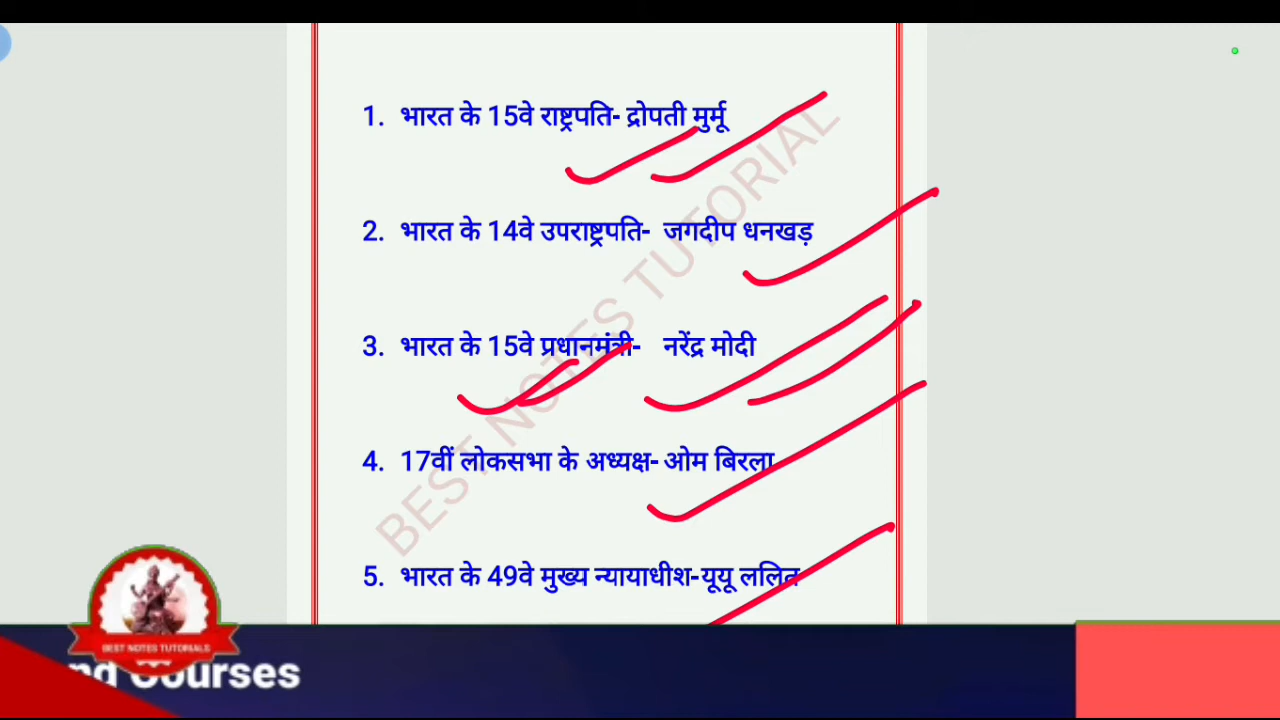 1. भारत के 15वे राष्ट्रपति- द्रोपती मुर्मू
2. भारत के 14वे उपराष्ट्रपति- जगदीप धनखड़
3. भारत के 15वे प्रधानमंत्री- नरेंद्र मोदी
4. 17वीं लोकसभा के अध्यक्ष- ओम बिरला
5. भारत के 49वे मुख्य न्यायाधीश-यूयू ललित
BEST NOTES TUTORIAL
BEST NOTES TUTORIALS
Courses